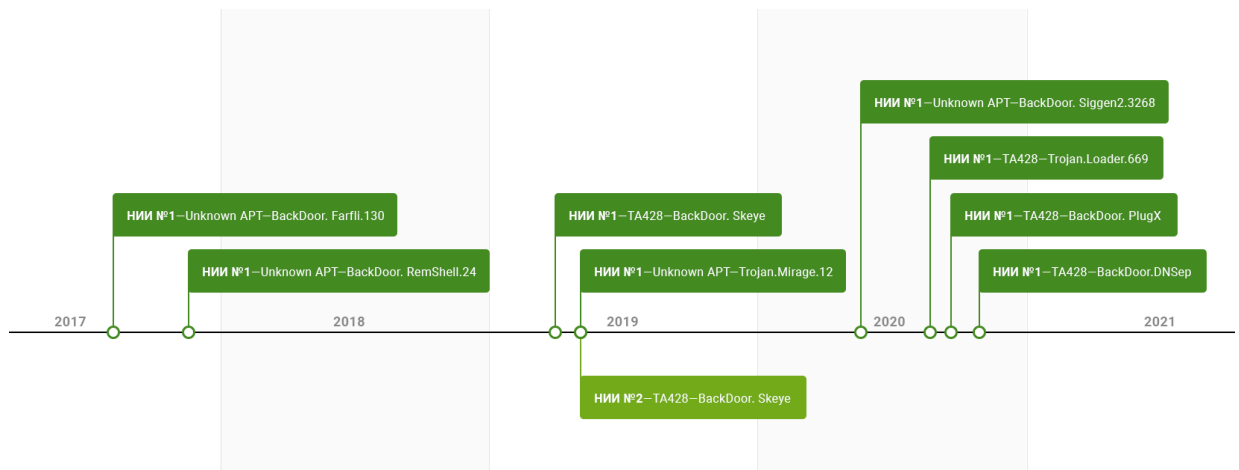 НИИ №1—Unknown APT—BackDoor. Siggen2.3268
НИИ №1—TA428—Trojan.Loader.669
НИИ №1—Unknown APT—BackDoor. Farfli.130
НИИ №1—TA428—BackDoor. Skeye
НИИ №1—TA428—BackDoor. PlugX
НИИ №1—Unknown APT—BackDoor. RemShell.24
НИИ №1—Unknown APT—Trojan.Mirage.12
НИИ №1—TA428—BackDoor.DNSep
2017 2018 2019 2020 2021
НИИ №2—TA428—BackDoor. Skeye